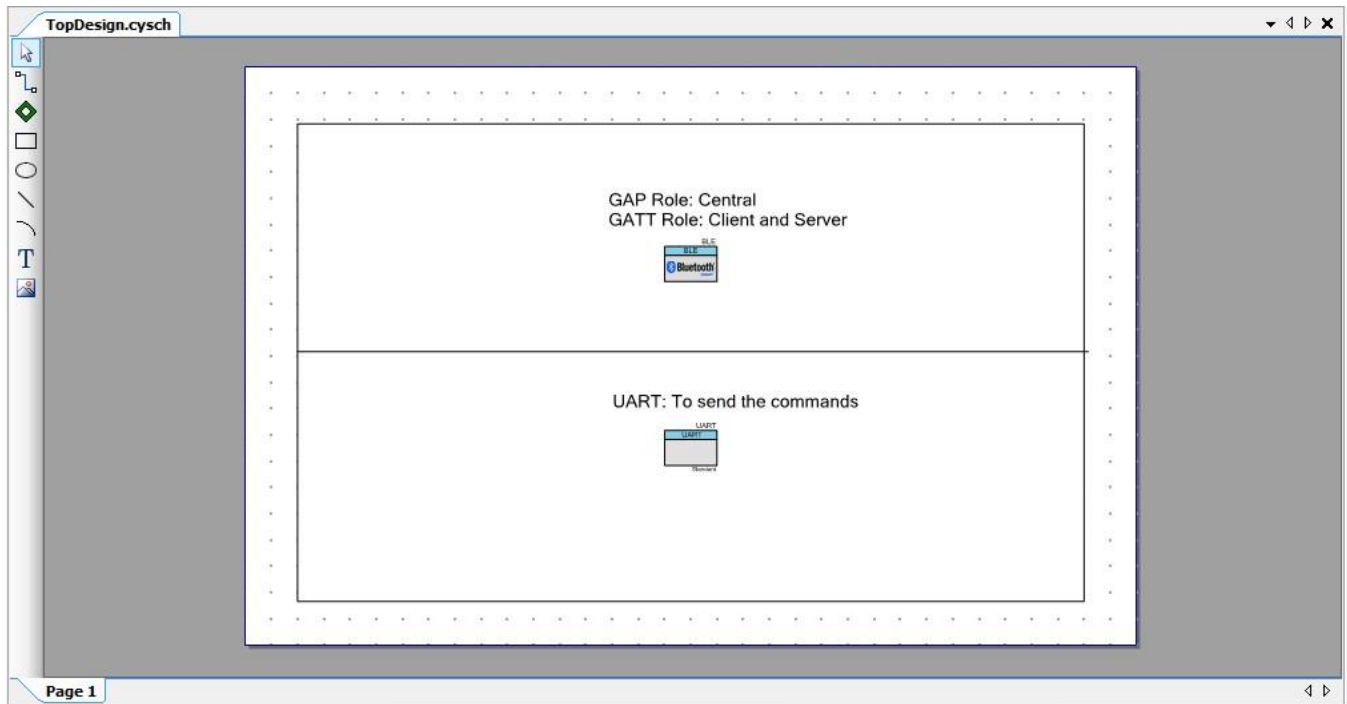 TopDesign.cysch
GAP Role: Central
GATT Role: Client and Server
BLE
BLE
Bluetooth
UART: To send the commands
UART
UART
Standard
T
Page 1